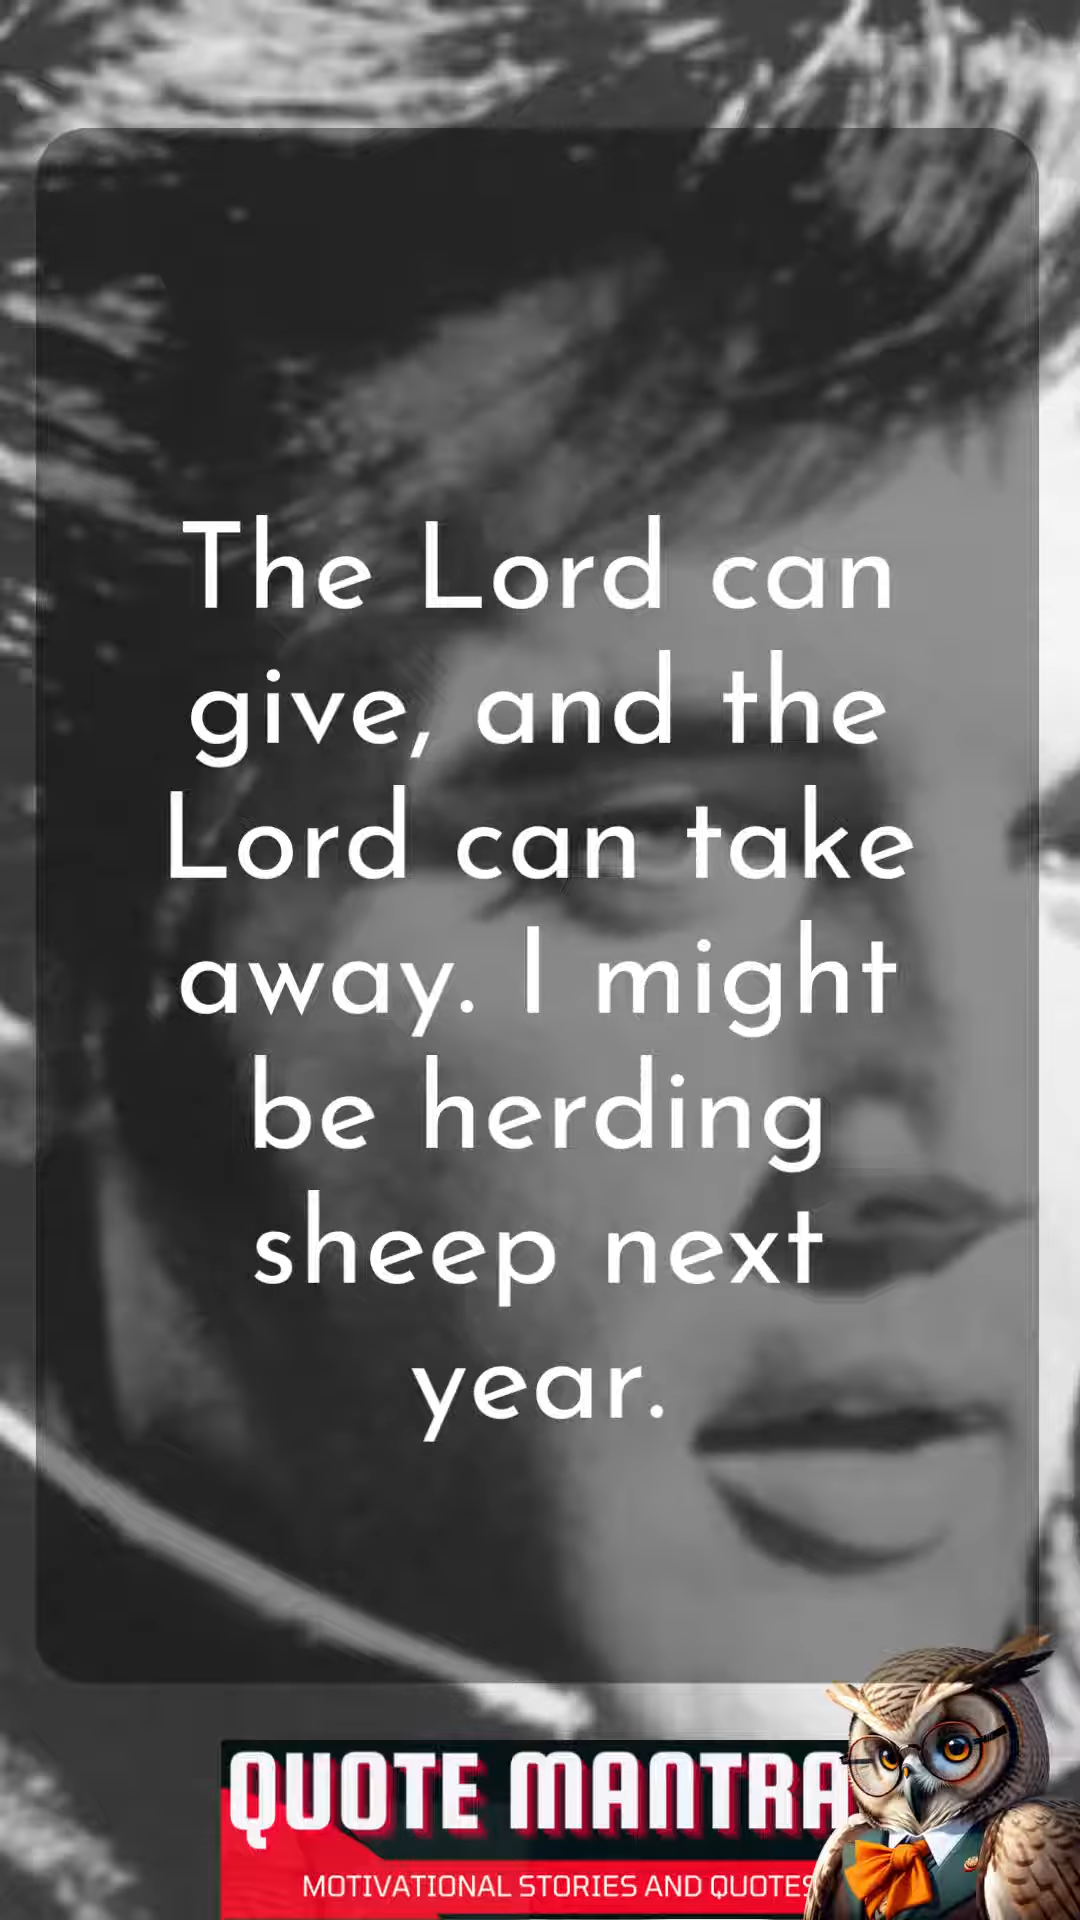 The Lord can
give, and the
Lord can take
away. I might
be herding
sheep next
year.
QUOTE MANTRA
MOTIVATIONAL STORIES AND QUOTES